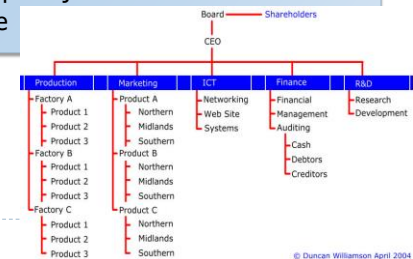 e
Board Shareholders
CEO
Production Marketing ICT Finance R&D
Factory A Product A Networking Financial Research
Product 1 Northern Web Site Management Development
Product 2 Midlands Systems Auditing
Product 3 Southern Cash
Factory B Product B Debtors
Product 1 Northern Creditors
Product 2 Midlands
Product 3 Southern
Factory C Product C
Product 1 Northern
Product 2 Midlands
Product 3 Southern
© Duncan Williamson April 2004